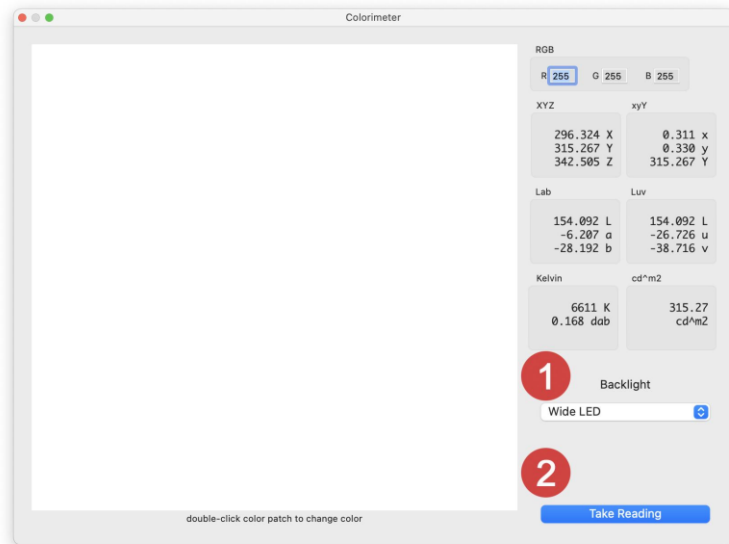 Colorimeter
RGB
R 255 G 255 B 255
XYZ
296.324 X
315.267 Y
342.505 Z
xyY
0.311 x
0.330 y
315.267 Y
Lab
154.092 L
-6.207 a
-28.192 b
Luv
154.092 L
-26.726 u
-38.716 v
Kelvin
6611 K
0.168 dab
cd^m2
315.27
cd^m2
1
Backlight
Wide LED
2
Take Reading
double-click color patch to change color